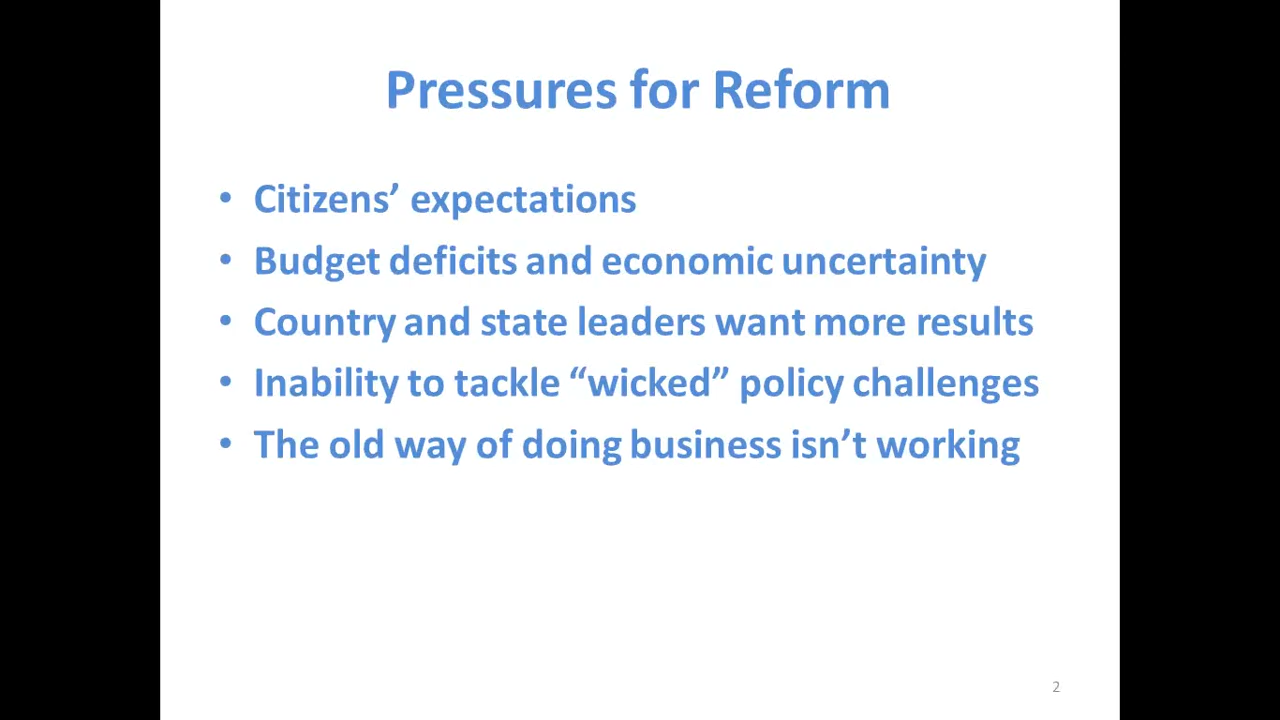 Pressures for Reform
• Citizens’ expectations
• Budget deficits and economic uncertainty
• Country and state leaders want more results
• Inability to tackle “wicked” policy challenges
• The old way of doing business isn’t working
2